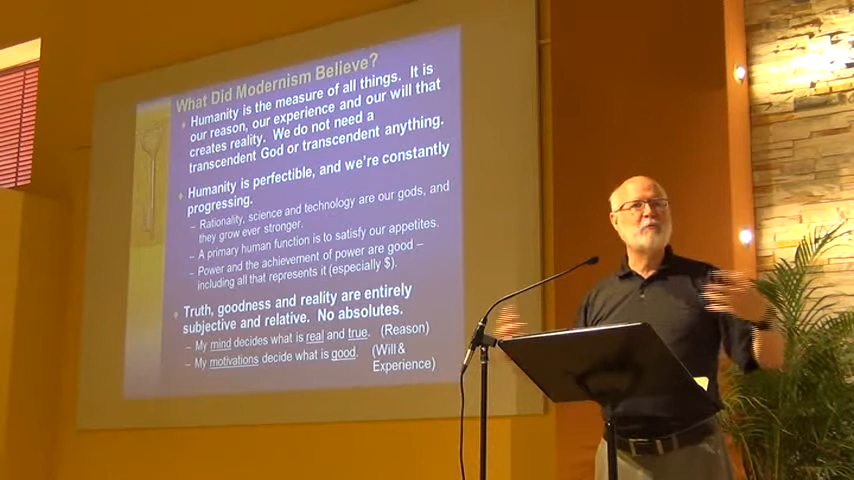 What Did Modernism Believe?
Humanity is the measure of all things. It is
our reason, our experience and our will that
creates reality. We do not need a
transcendent God or transcendent anything.
Humanity is perfectible, and we're constantly
progressing.
– Rationality, science and technology are our gods, and
they grow ever stronger.
– A primary human function is to satisfy our appetites.
– Power and the achievement of power are good –
including all that represents it (especially $).
Truth, goodness and reality are entirely
subjective and relative. No absolutes.
– My mind decides what is real and true. (Reason)
– My motivations decide what is good. (Will &
Experience)